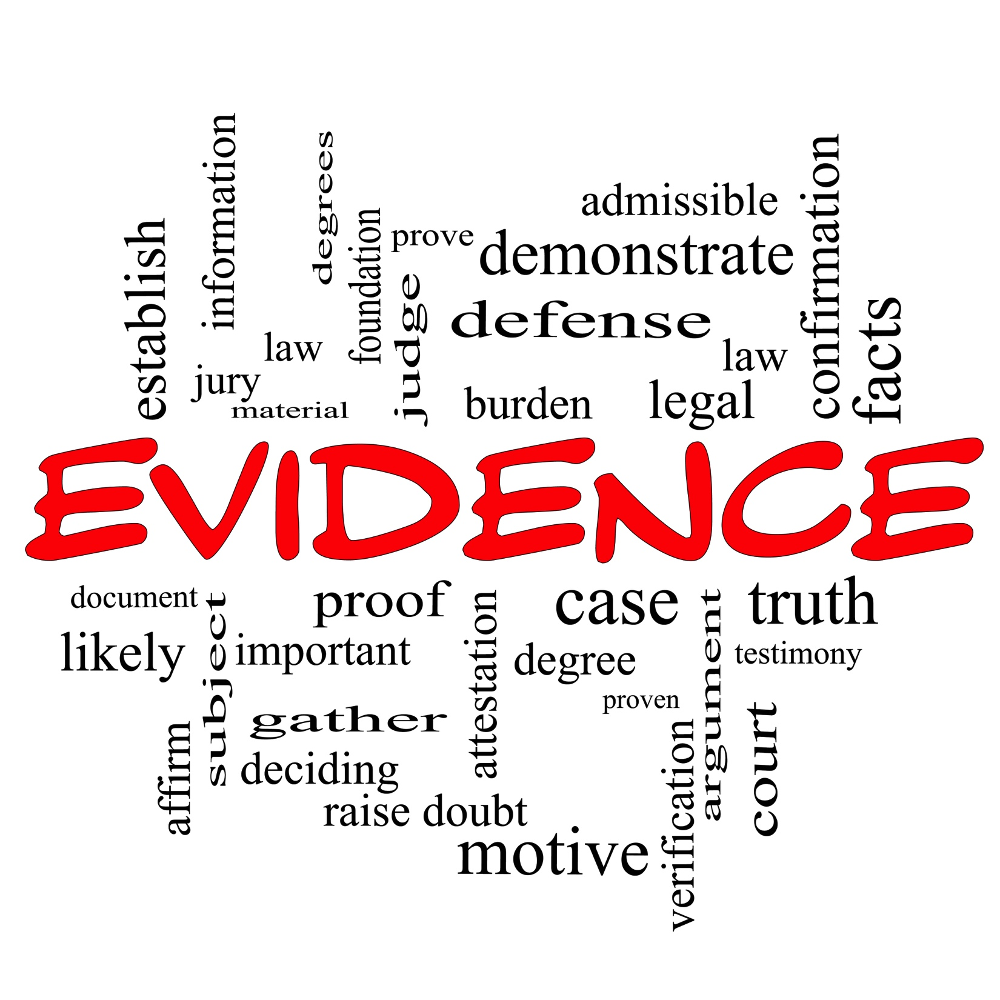 information
degrees
confirmation
admissible
establish
foundation
prove
demonstrate
judge
defense
facts
law
law
jury
burden
legal
material
EVIDENCE
document
subject
proof
attestation
case
argument
truth
likely
important
degree
testimony
proven
gather
court
affirm
verification
deciding
raise doubt
motive